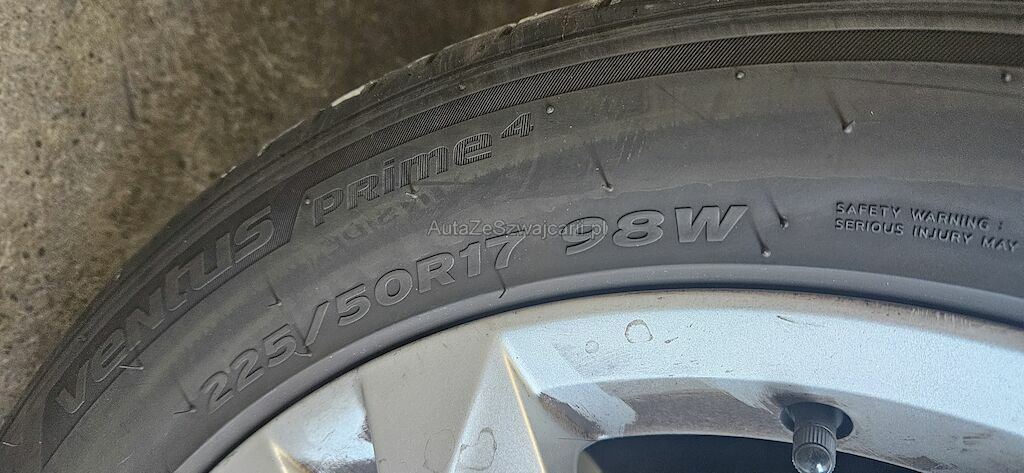 VENTUS PRIME4
225/50R17 98W
SAFETY WARNING :
SERIOUS INJURY MAY
AutaZeSzwajcarii.pl